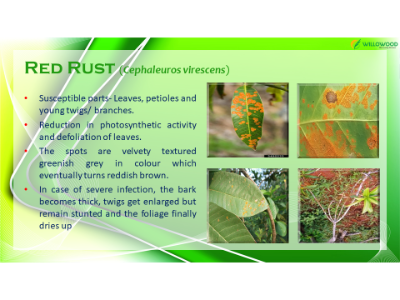 WILLOWOOD
RED RUST (Cephaleuros virescens)
• Susceptible parts- Leaves, petioles and
young twigs/ branches.
• Reduction in photosynthetic activity
and defoliation of leaves.
• The spots are velvety textured
greenish grey in colour which
eventually turns reddish brown.
• In case of severe infection, the bark
becomes thick, twigs get enlarged but
remain stunted and the foliage finally
dries up